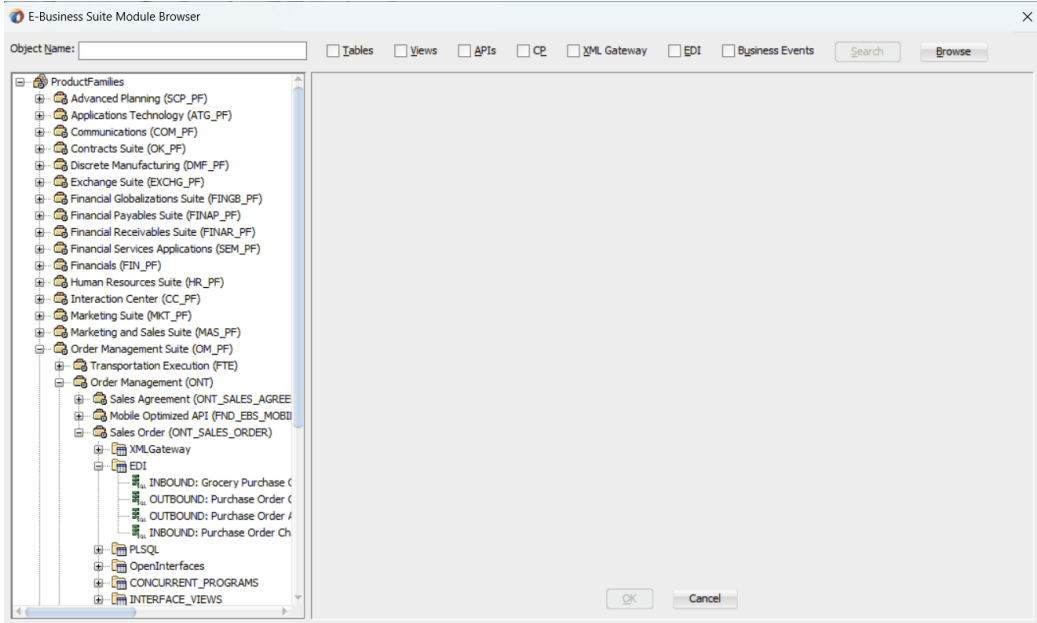 E-Business Suite Module Browser
Object Name: Tables Views APIs CP XML Gateway EDI Business Events Search Browse
ProductFamilies
Advanced Planning (SCP_PF)
Applications Technology (ATG_PF)
Communications (COM_PF)
Contracts Suite (OK_PF)
Discrete Manufacturing (DMF_PF)
Exchange Suite (EXCHG_PF)
Financial Globalizations Suite (FINGB_PF)
Financial Payables Suite (FINAP_PF)
Financial Receivables Suite (FINAR_PF)
Financial Services Applications (SEM_PF)
Financials (FIN_PF)
Human Resources Suite (HR_PF)
Interaction Center (CC_PF)
Marketing Suite (MKT_PF)
Marketing and Sales Suite (MAS_PF)
Order Management Suite (OM_PF)
Transportation Execution (FTE)
Order Management (ONT)
Sales Agreement (ONT_SALES_AGREE
Mobile Optimized API (FND_EBS_MOBI
Sales Order (ONT_SALES_ORDER)
XMLGateway
EDI
INBOUND: Grocery Purchase
OUTBOUND: Purchase Order
OUTBOUND: Purchase Order
INBOUND: Purchase Order Ch
PLSQL
OpenInterfaces
CONCURRENT_PROGRAMS
INTERFACE_VIEWS
OK Cancel